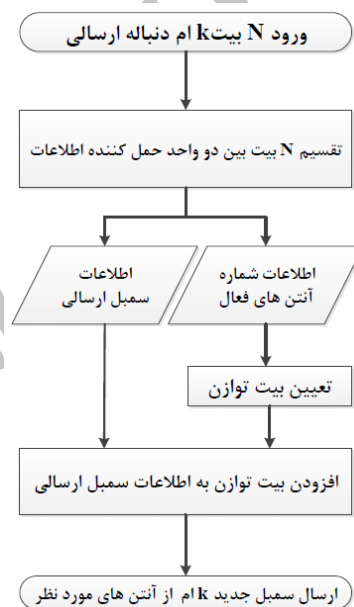 ورود N بیت k ام دنباله ارسالی
تقسیم N بیت بین دو واحد حمل کننده اطلاعات
اطلاعات شماره
آنتن های فعال
اطلاعات
سمبل ارسالی
تعیین بیت توازن
افزودن بیت توازن به اطلاعات سمبل ارسالی
ارسال سمبل جدید k ام از آنتن های مورد نظر